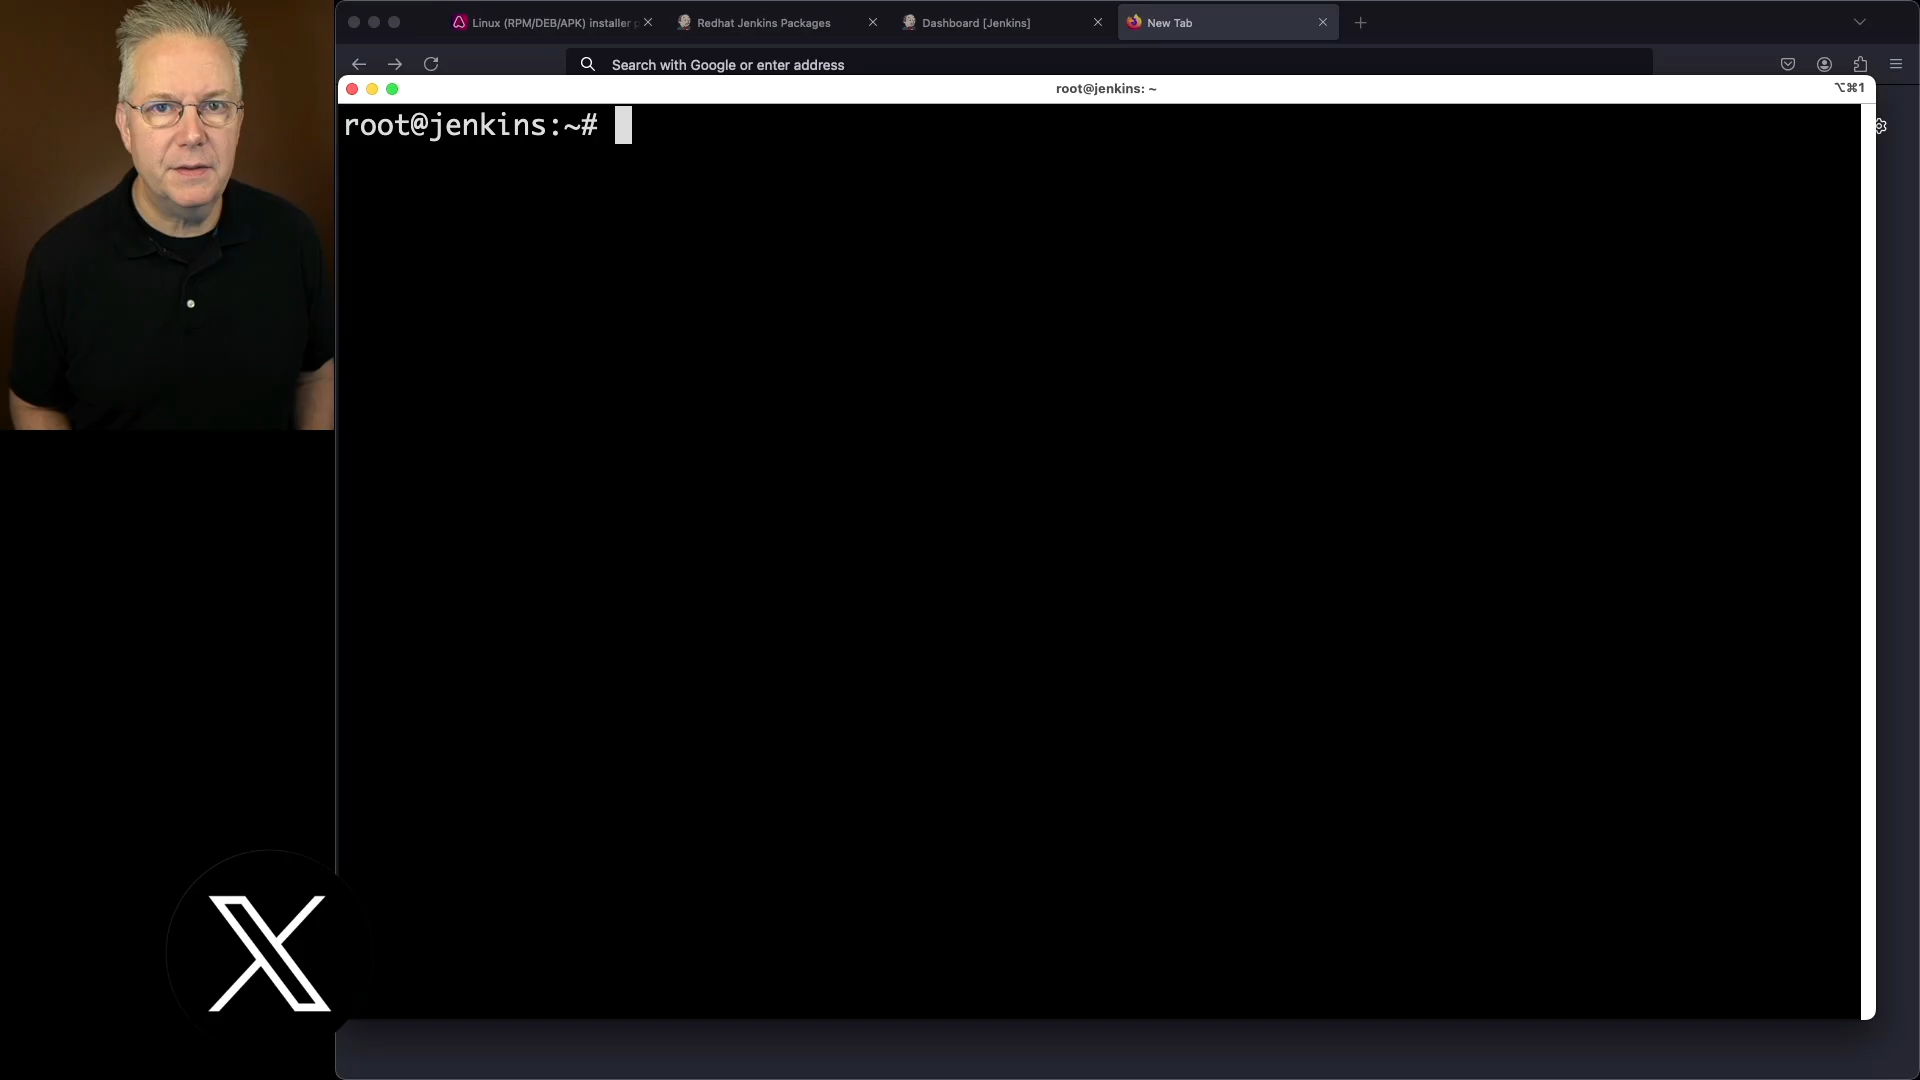 Linux (RPM/DEB/APK) installer
Redhat Jenkins Packages
Dashboard [Jenkins]
New Tab
Search with Google or enter address
root@jenkins: ~
⌥⌘1
root@jenkins:~#